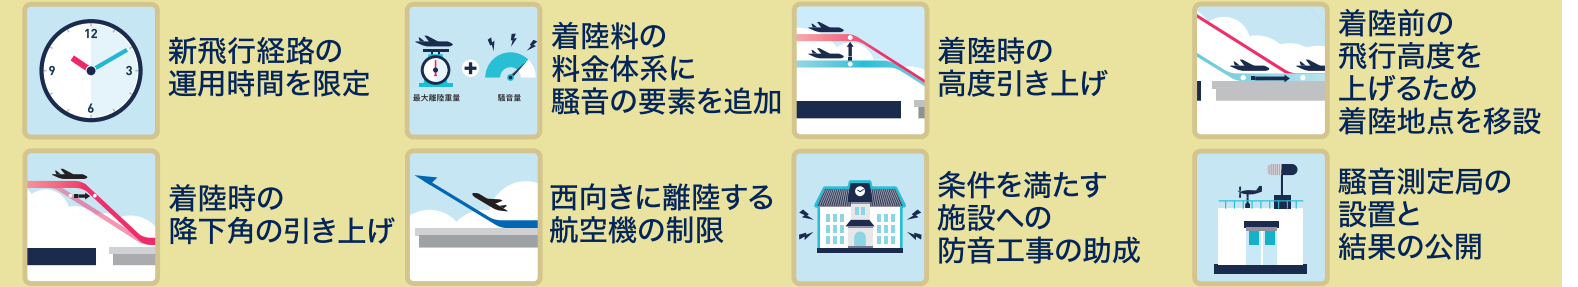 12
3
6
9
新飛行経路の
運用時間を限定
最大離陸重量
騒音量
着陸料の
料金体系に
騒音の要素を追加
着陸時の
高度引き上げ
着陸前の
飛行高度を
上げるため
着陸地点を移設
着陸時の
降下角の引き上げ
西向きに離陸する
航空機の制限
条件を満たす
施設への
防音工事の助成
騒音測定局の
設置と
結果の公開